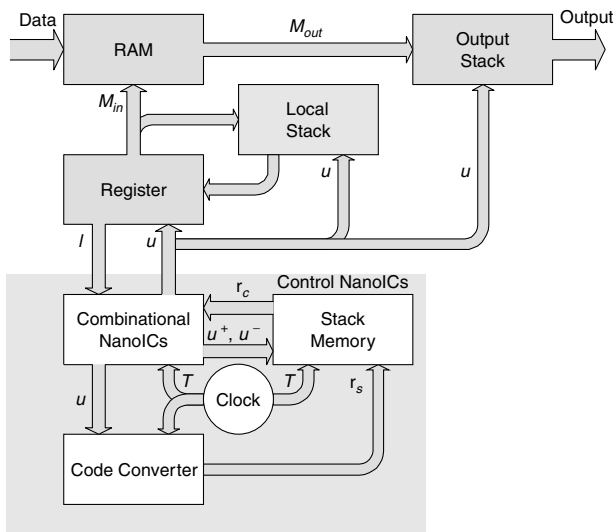 Data
RAM
M_out
Output
Stack
Output
M_in
Local
Stack
Register
u
u
l
u
Control NanoICs
r_c
Combinational
NanoICs
u⁺, u⁻
Stack
Memory
T
T
Clock
r_s
u
Code Converter